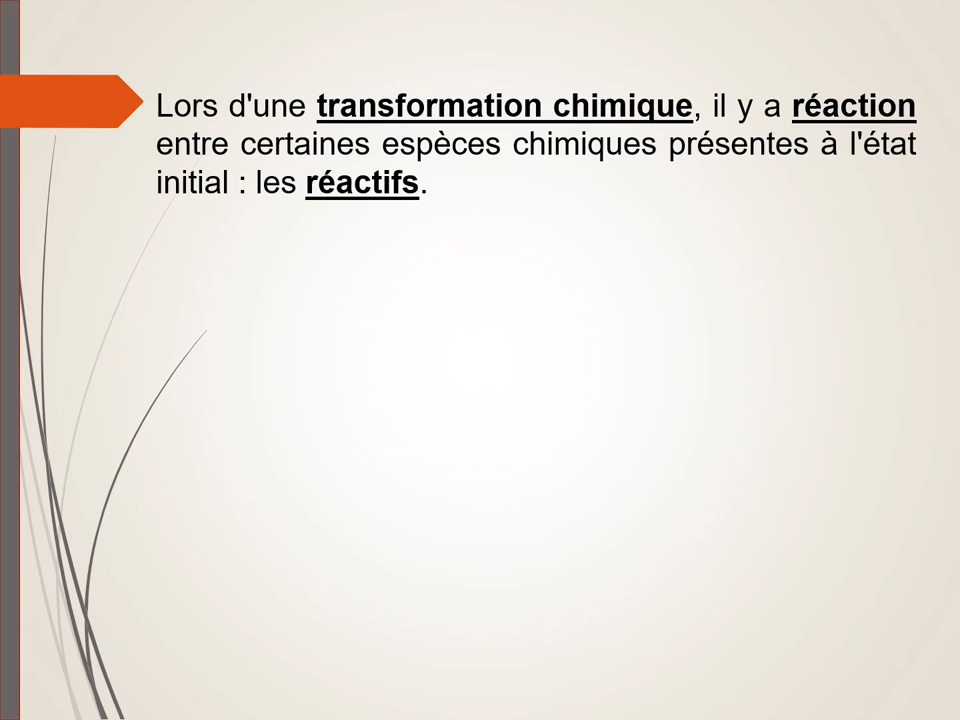 Lors d'une transformation chimique, il y a réaction
entre certaines espèces chimiques présentes à l'état
initial : les réactifs.